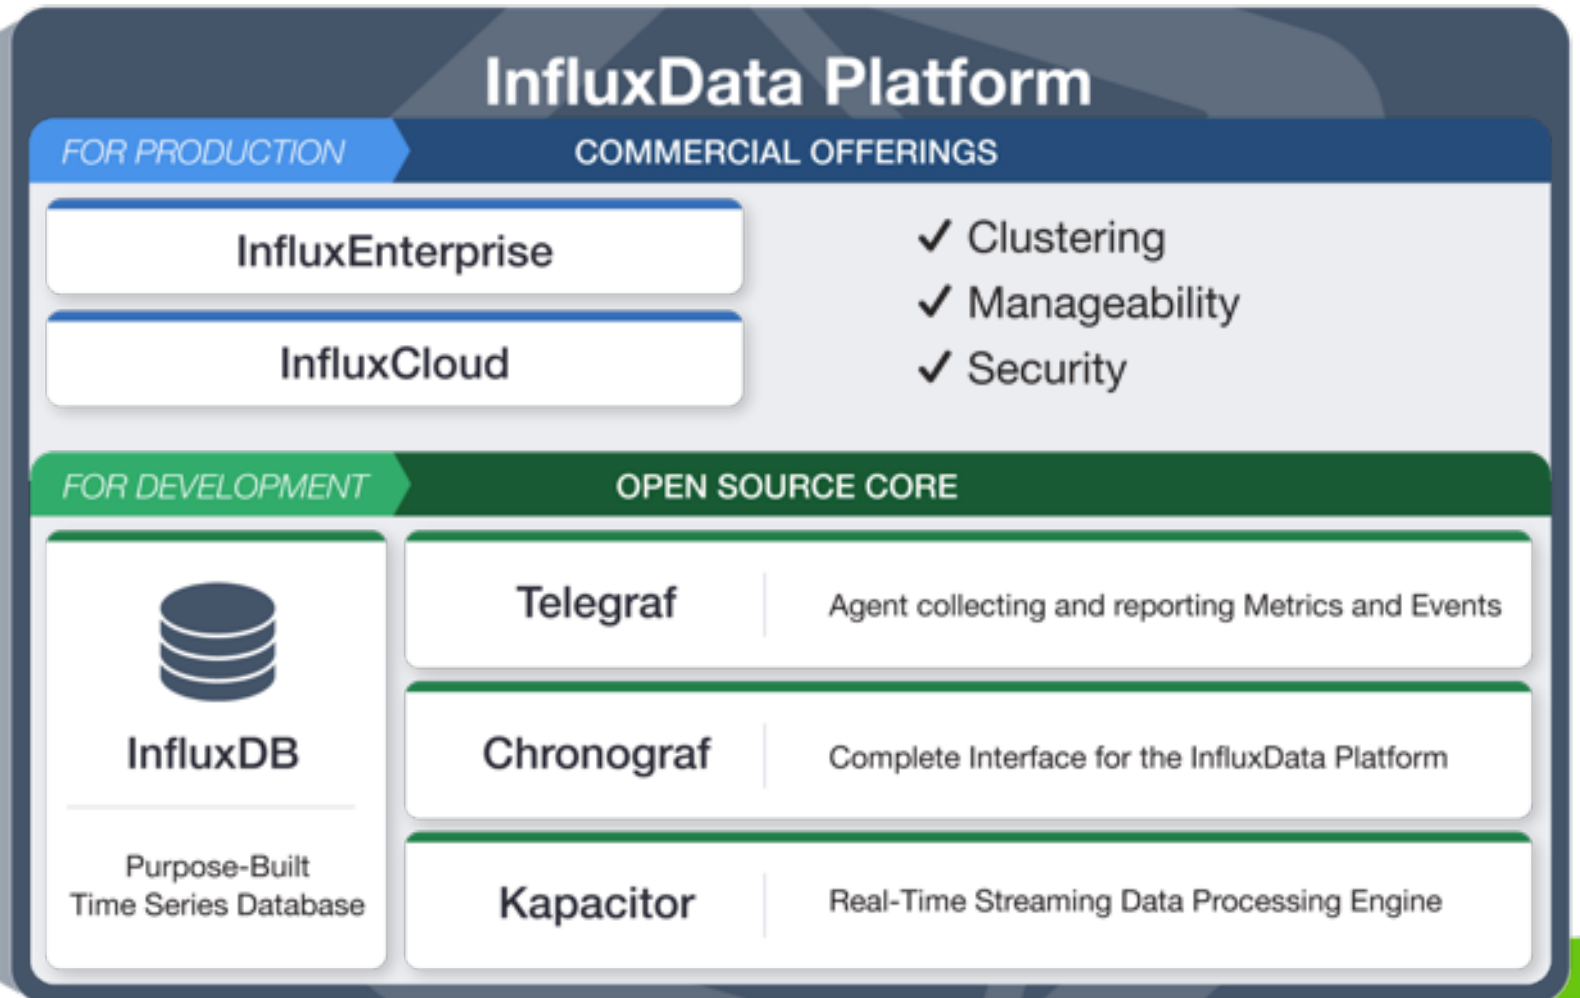 InfluxData Platform
FOR PRODUCTION
COMMERCIAL OFFERINGS
InfluxEnterprise
InfluxCloud
✓ Clustering
✓ Manageability
✓ Security
FOR DEVELOPMENT
OPEN SOURCE CORE
InfluxDB
Purpose-Built
Time Series Database
Telegraf
Agent collecting and reporting Metrics and Events
Chronograf
Complete Interface for the InfluxData Platform
Kapacitor
Real-Time Streaming Data Processing Engine